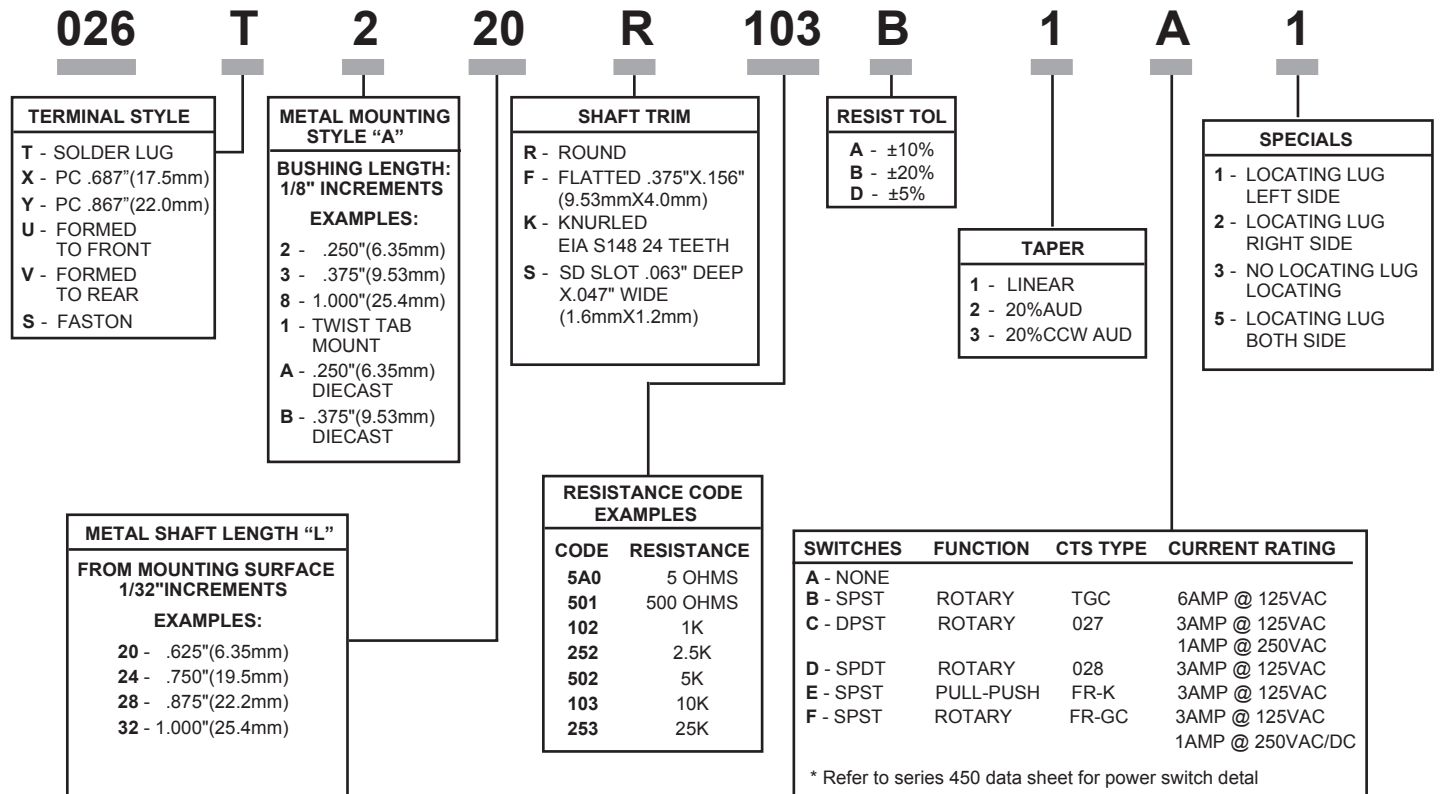 026 T 2 20 R 103 B 1 A 1
TERMINAL STYLE
T - SOLDER LUG
X - PC .687”(17.5mm)
Y - PC .867”(22.0mm)
U - FORMED
TO FRONT
V - FORMED
TO REAR
S - FASTON
METAL MOUNTING
STYLE “A”
BUSHING LENGTH:
1/8" INCREMENTS
EXAMPLES:
2 - .250"(6.35mm)
3 - .375"(9.53mm)
8 - 1.000"(25.4mm)
1 - TWIST TAB
MOUNT
A - .250"(6.35mm)
DIECAST
B - .375"(9.53mm)
DIECAST
SHAFT TRIM
R - ROUND
F - FLATTED .375"X.156"
(9.53mmX4.0mm)
K - KNURLED
EIA S148 24 TEETH
S - SD SLOT .063" DEEP
X.047" WIDE
(1.6mmX1.2mm)
RESIST TOL
A - ±10%
B - ±20%
D - ±5%
TAPER
1 - LINEAR
2 - 20%AUD
3 - 20%CCW AUD
SPECIALS
1 - LOCATING LUG
LEFT SIDE
2 - LOCATING LUG
RIGHT SIDE
3 - NO LOCATING LUG
LOCATING
5 - LOCATING LUG
BOTH SIDE
METAL SHAFT LENGTH “L”
FROM MOUNTING SURFACE
1/32"INCREMENTS
EXAMPLES:
20 - .625"(6.35mm)
24 - .750"(19.5mm)
28 - .875"(22.2mm)
32 - 1.000"(25.4mm)
RESISTANCE CODE
EXAMPLES
CODE RESISTANCE
5A0 5 OHMS
501 500 OHMS
102 1K
252 2.5K
502 5K
103 10K
253 25K
SWITCHES FUNCTION CTS TYPE CURRENT RATING
A - NONE
B - SPST ROTARY TGC 6AMP @ 125VAC
C - DPST ROTARY 027 3AMP @ 125VAC
1AMP @ 250VAC
D - SPDT ROTARY 028 3AMP @ 125VAC
E - SPST PULL-PUSH FR-K 3AMP @ 125VAC
F - SPST ROTARY FR-GC 3AMP @ 125VAC
1AMP @ 250VAC/DC
* Refer to series 450 data sheet for power switch detal